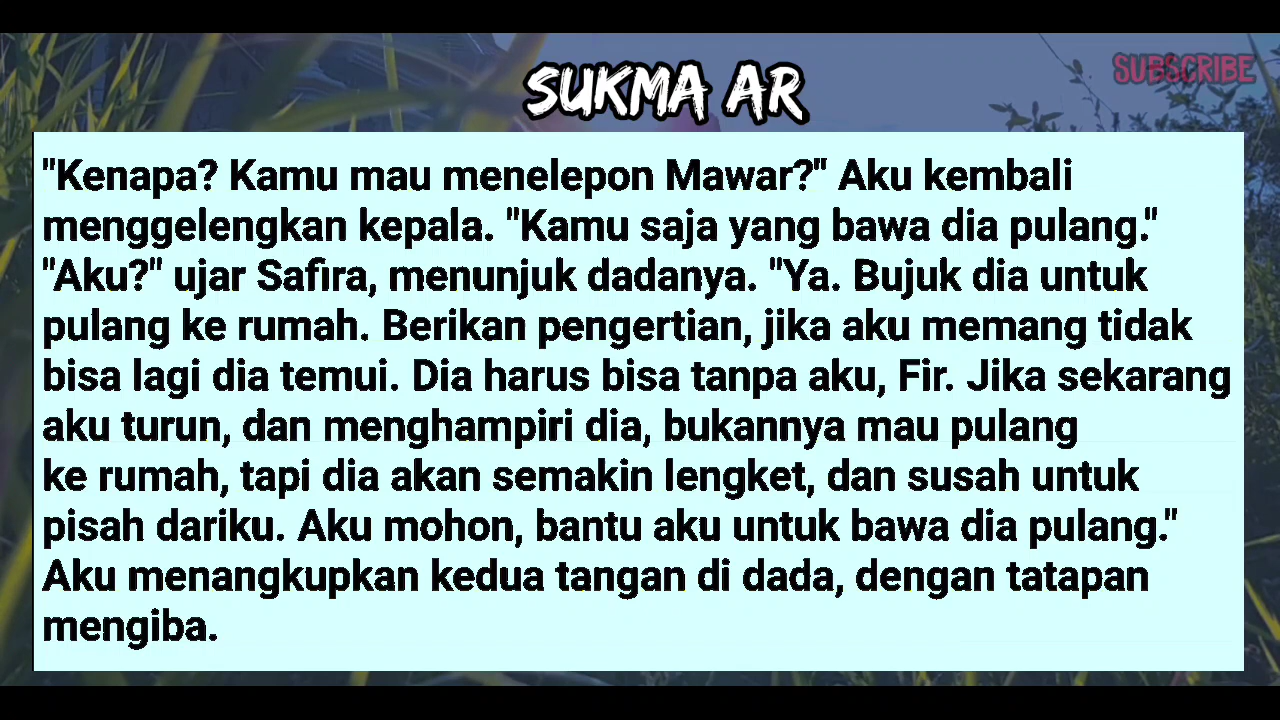 SUKMA AR
SUBSCRIBE
"Kenapa? Kamu mau menelepon Mawar?" Aku kembali
menggelengkan kepala. "Kamu saja yang bawa dia pulang."
"Aku?" ujar Safira, menunjuk dadanya. "Ya. Bujuk dia untuk
pulang ke rumah. Berikan pengertian, jika aku memang tidak
bisa lagi dia temui. Dia harus bisa tanpa aku, Fir. Jika sekarang
aku turun, dan menghampiri dia, bukannya mau pulang
ke rumah, tapi dia akan semakin lengket, dan susah untuk
pisah dariku. Aku mohon, bantu aku untuk bawa dia pulang."
Aku menangkupkan kedua tangan di dada, dengan tatapan
mengiba.